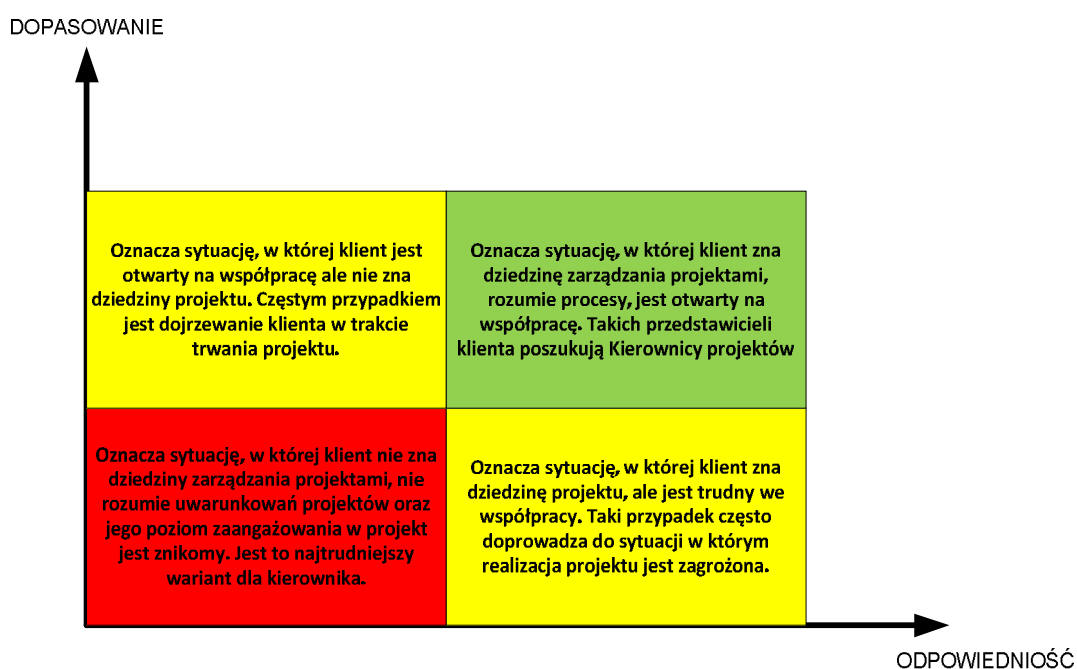 DOPASOWANIE
Oznacza sytuację, w której klient jest
otwarty na współpracę ale nie zna
dziedziny projektu. Częstym przypadkiem
jest dojrzewanie klienta w trakcie
trwania projektu.
Oznacza sytuację, w której klient zna
dziedzinę zarządzania projektami,
rozumie procesy, jest otwarty na
współpracę. Takich przedstawicieli
klienta poszukują Kierownicy projektów
Oznacza sytuację, w której klient nie zna
dziedziny zarządzania projektami, nie
rozumie uwarunkowań projektów oraz
jego poziom zaangażowania w projekt
jest znikomy. Jest to najtrudniejszy
wariant dla kierownika.
Oznacza sytuację, w której klient zna
dziedzinę projektu, ale jest trudny we
współpracy. Taki przypadek często
doprowadza do sytuacji w którym
realizacja projektu jest zagrożona.
ODPOWIEDNIOŚĆ